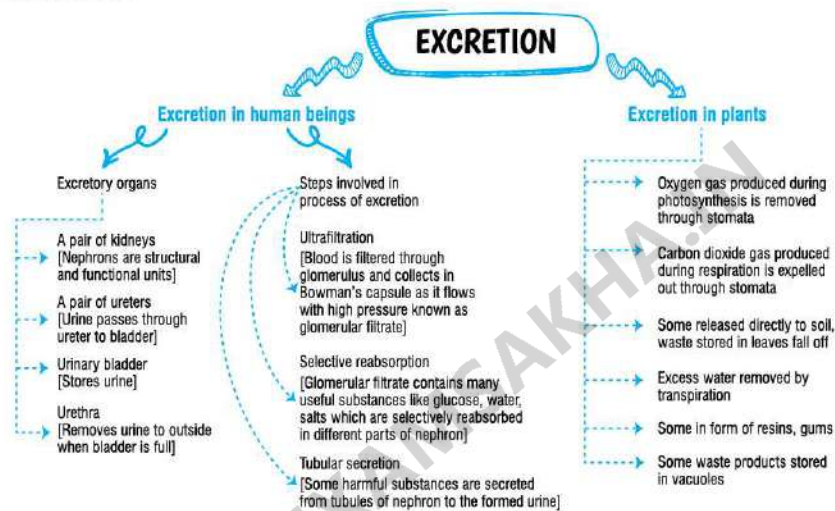 EXCRETION
Excretion in human beings
Excretory organs
A pair of kidneys
[Nephrons are structural
and functional units]
A pair of ureters
[Urine passes through
ureter to bladder]
Urinary bladder
[Stores urine]
Urethra
[Removes urine to outside
when bladder is full]
Steps involved in
process of excretion
Ultrafiltration
[Blood is filtered through
glomerulus and collects in
Bowman's capsule as it flows
with high pressure known as
glomerular filtrate]
Selective reabsorption
[Glomerular filtrate contains many
useful substances like glucose, water,
salts which are selectively reabsorbed
in different parts of nephron]
Tubular secretion
[Some harmful substances are secreted
from tubules of nephron to the formed urine]
Excretion in plants
Oxygen gas produced during
photosynthesis is removed
through stomata
Carbon dioxide gas produced
during respiration is expelled
out through stomata
Some released directly to soil,
waste stored in leaves fall off
Excess water removed by
transpiration
Some in form of resins, gums
Some waste products stored
in vacuoles
EXAMSAKHA.IN